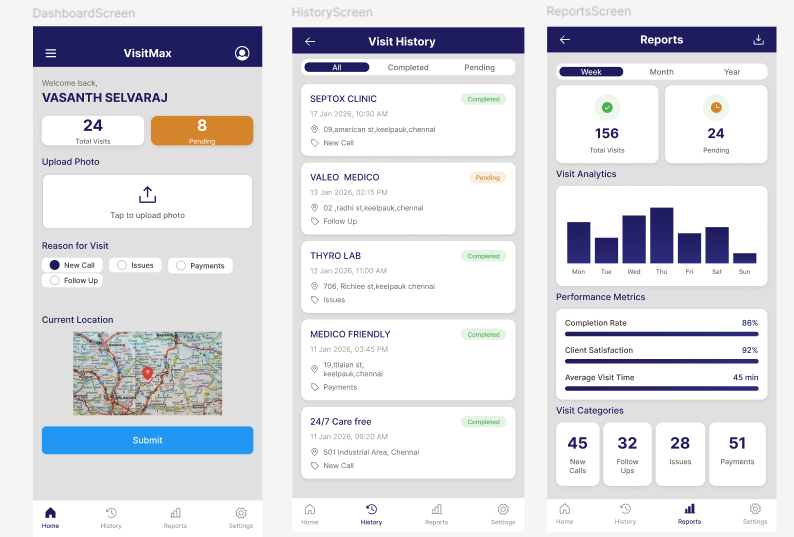 DashboardScreen
VisitMax
Welcome back,
VASANTH SELVARAJ
24
Total Visits
8
Pending
Upload Photo
Tap to upload photo
Reason for Visit
New Call
Issues
Payments
Follow Up
Current Location
Submit
Home
History
Reports
Settings
HistoryScreen
Visit History
All
Completed
Pending
SEPTOX CLINIC
Completed
17 Jan 2026, 10:30 AM
09,american st,keelpauk,chennai
New Call
VALEO MEDICO
Pending
13 Jan 2026, 02:15 PM
02 ,radhi st,keelpauk,chennai
Follow Up
THYRO LAB
Completed
12 Jan 2026, 11:00 AM
706, Richiee st,keelpauk chennai
Issues
MEDICO FRIENDLY
Completed
11 Jan 2026, 03:45 PM
19,Itlaian st,
keelpauk,chennai
Payments
24/7 Care free
Completed
11 Jan 2026, 09:20 AM
501 Industrial Area, Chennai
New Call
Home
History
Reports
Settings
ReportsScreen
Reports
Week
Month
Year
156
Total Visits
24
Pending
Visit Analytics
Mon
Tue
Wed
Thu
Fri
Sat
Sun
Performance Metrics
Completion Rate
86%
Client Satisfaction
92%
Average Visit Time
45 min
Visit Categories
45
New
Calls
32
Follow
Ups
28
Issues
51
Payments
Home
History
Reports
Settings